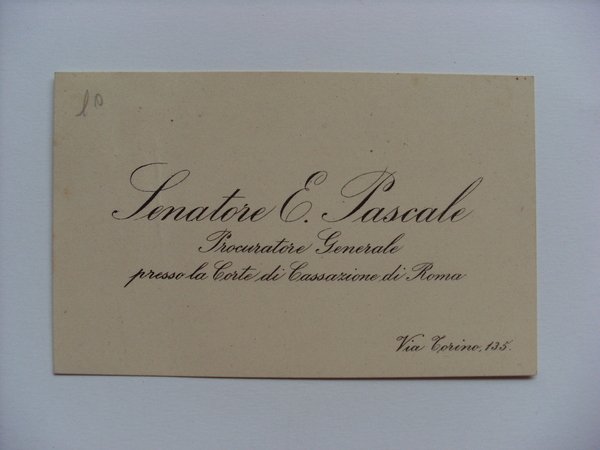 Senatore E. Pascale
Procuratore Generale
presso la Corte di Cassazione di Roma
Via Torino, 135.